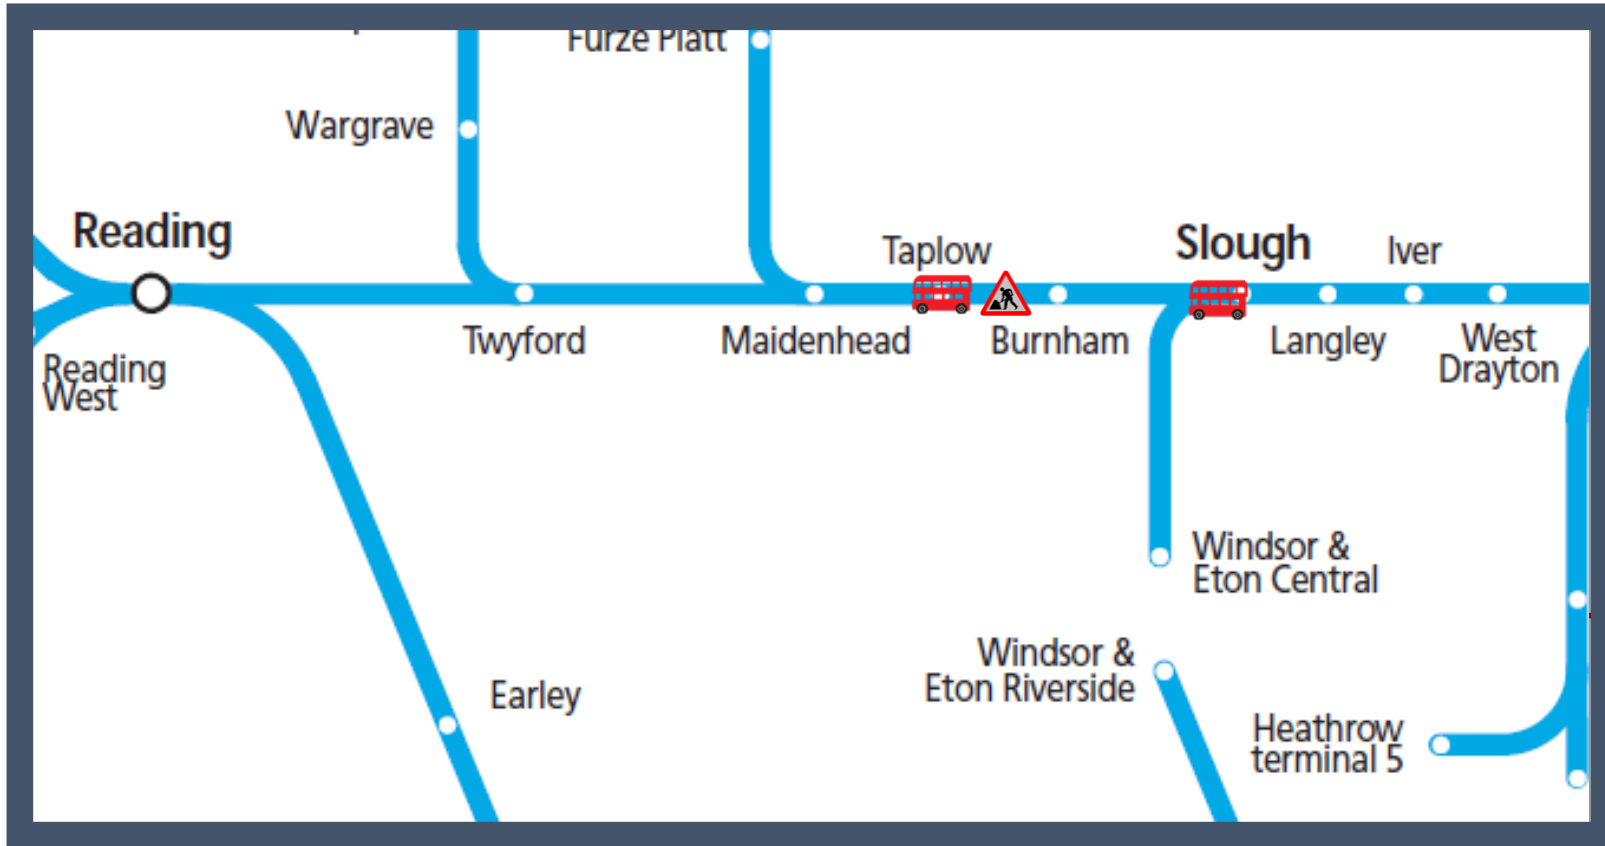 Furze Platt
Wargrave
Reading
Taplow
Slough
Iver
Twyford
Maidenhead
Burnham
Langley
West
Drayton
Reading
West
Windsor &
Eton Central
Windsor &
Eton Riverside
Earley
Heathrow
terminal 5